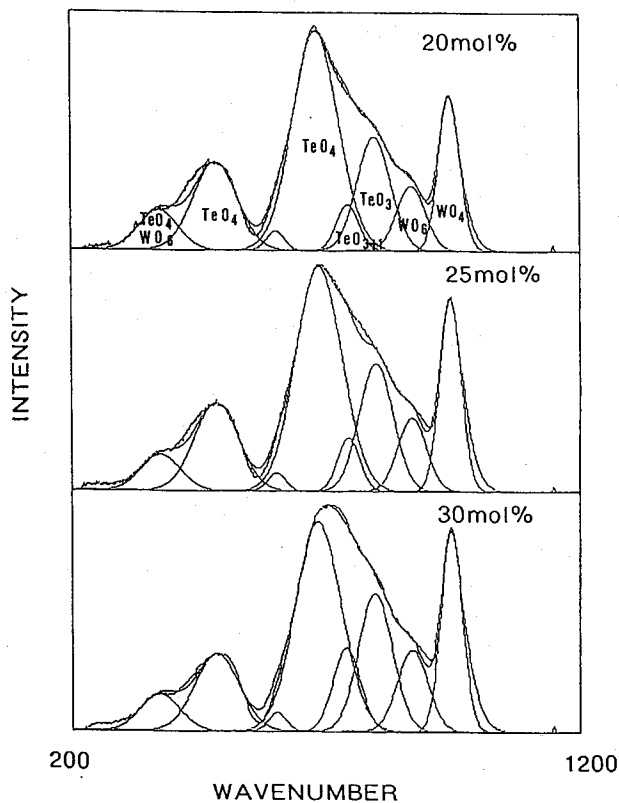 20mol%
TeO₄
TeO₄
WO₆
TeO₄
TeO₃
TeO₃₊₁
WO₆
WO₄
25mol%
30mol%
INTENSITY
200
1200
WAVENUMBER